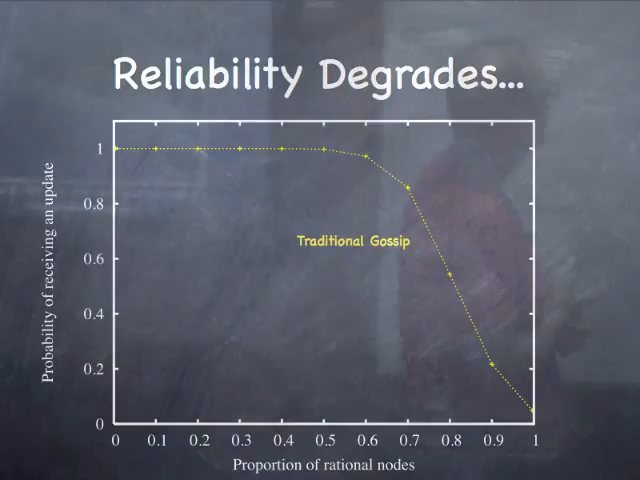 Reliability Degrades...
Probability of receiving an update
1
0.8
0.6
0.4
0.2
0
Traditional Gossip
0 0.1 0.2 0.3 0.4 0.5 0.6 0.7 0.8 0.9 1
Proportion of rational nodes